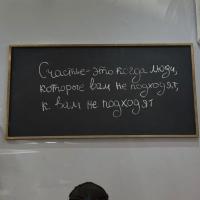 Счастье-это когда люди,
которые вам не подходят,
к вам не подходят